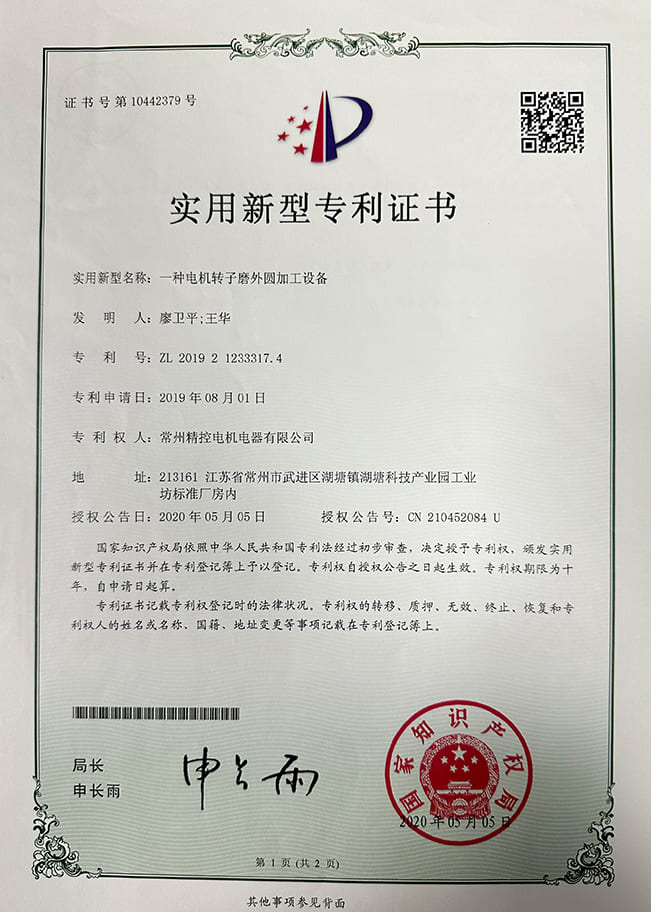 证书号第10442379号
实用新型专利证书
实用新型名称：一种电机转子磨外圆加工设备
发明人：廖卫平;王华
专利号：ZL 2019 2 1233317.4
专利申请日：2019年08月01日
专利权人：常州精控电机电器有限公司
地址：213161 江苏省常州市武进区湖塘镇湖塘科技产业园工业
坊标准厂房内
授权公告日：2020年05月05日 授权公告号：CN 210452084 U
国家知识产权局依照中华人民共和国专利法经过初步审查，决定授予专利权，颁发实用
新型专利证书并在专利登记簿上予以登记。专利权自授权公告之日起生效。专利权期限为十
年，自申请日起算。
专利证书记载专利权登记时的法律状况。专利权的转移、质押、无效、终止、恢复和专
利权人的姓名或名称、国籍、地址变更等事项记载在专利登记簿上。
局长
申长雨
申长雨
国家知识产权局
2020年05月05日
第1页(共2页)
其他事项参见背面